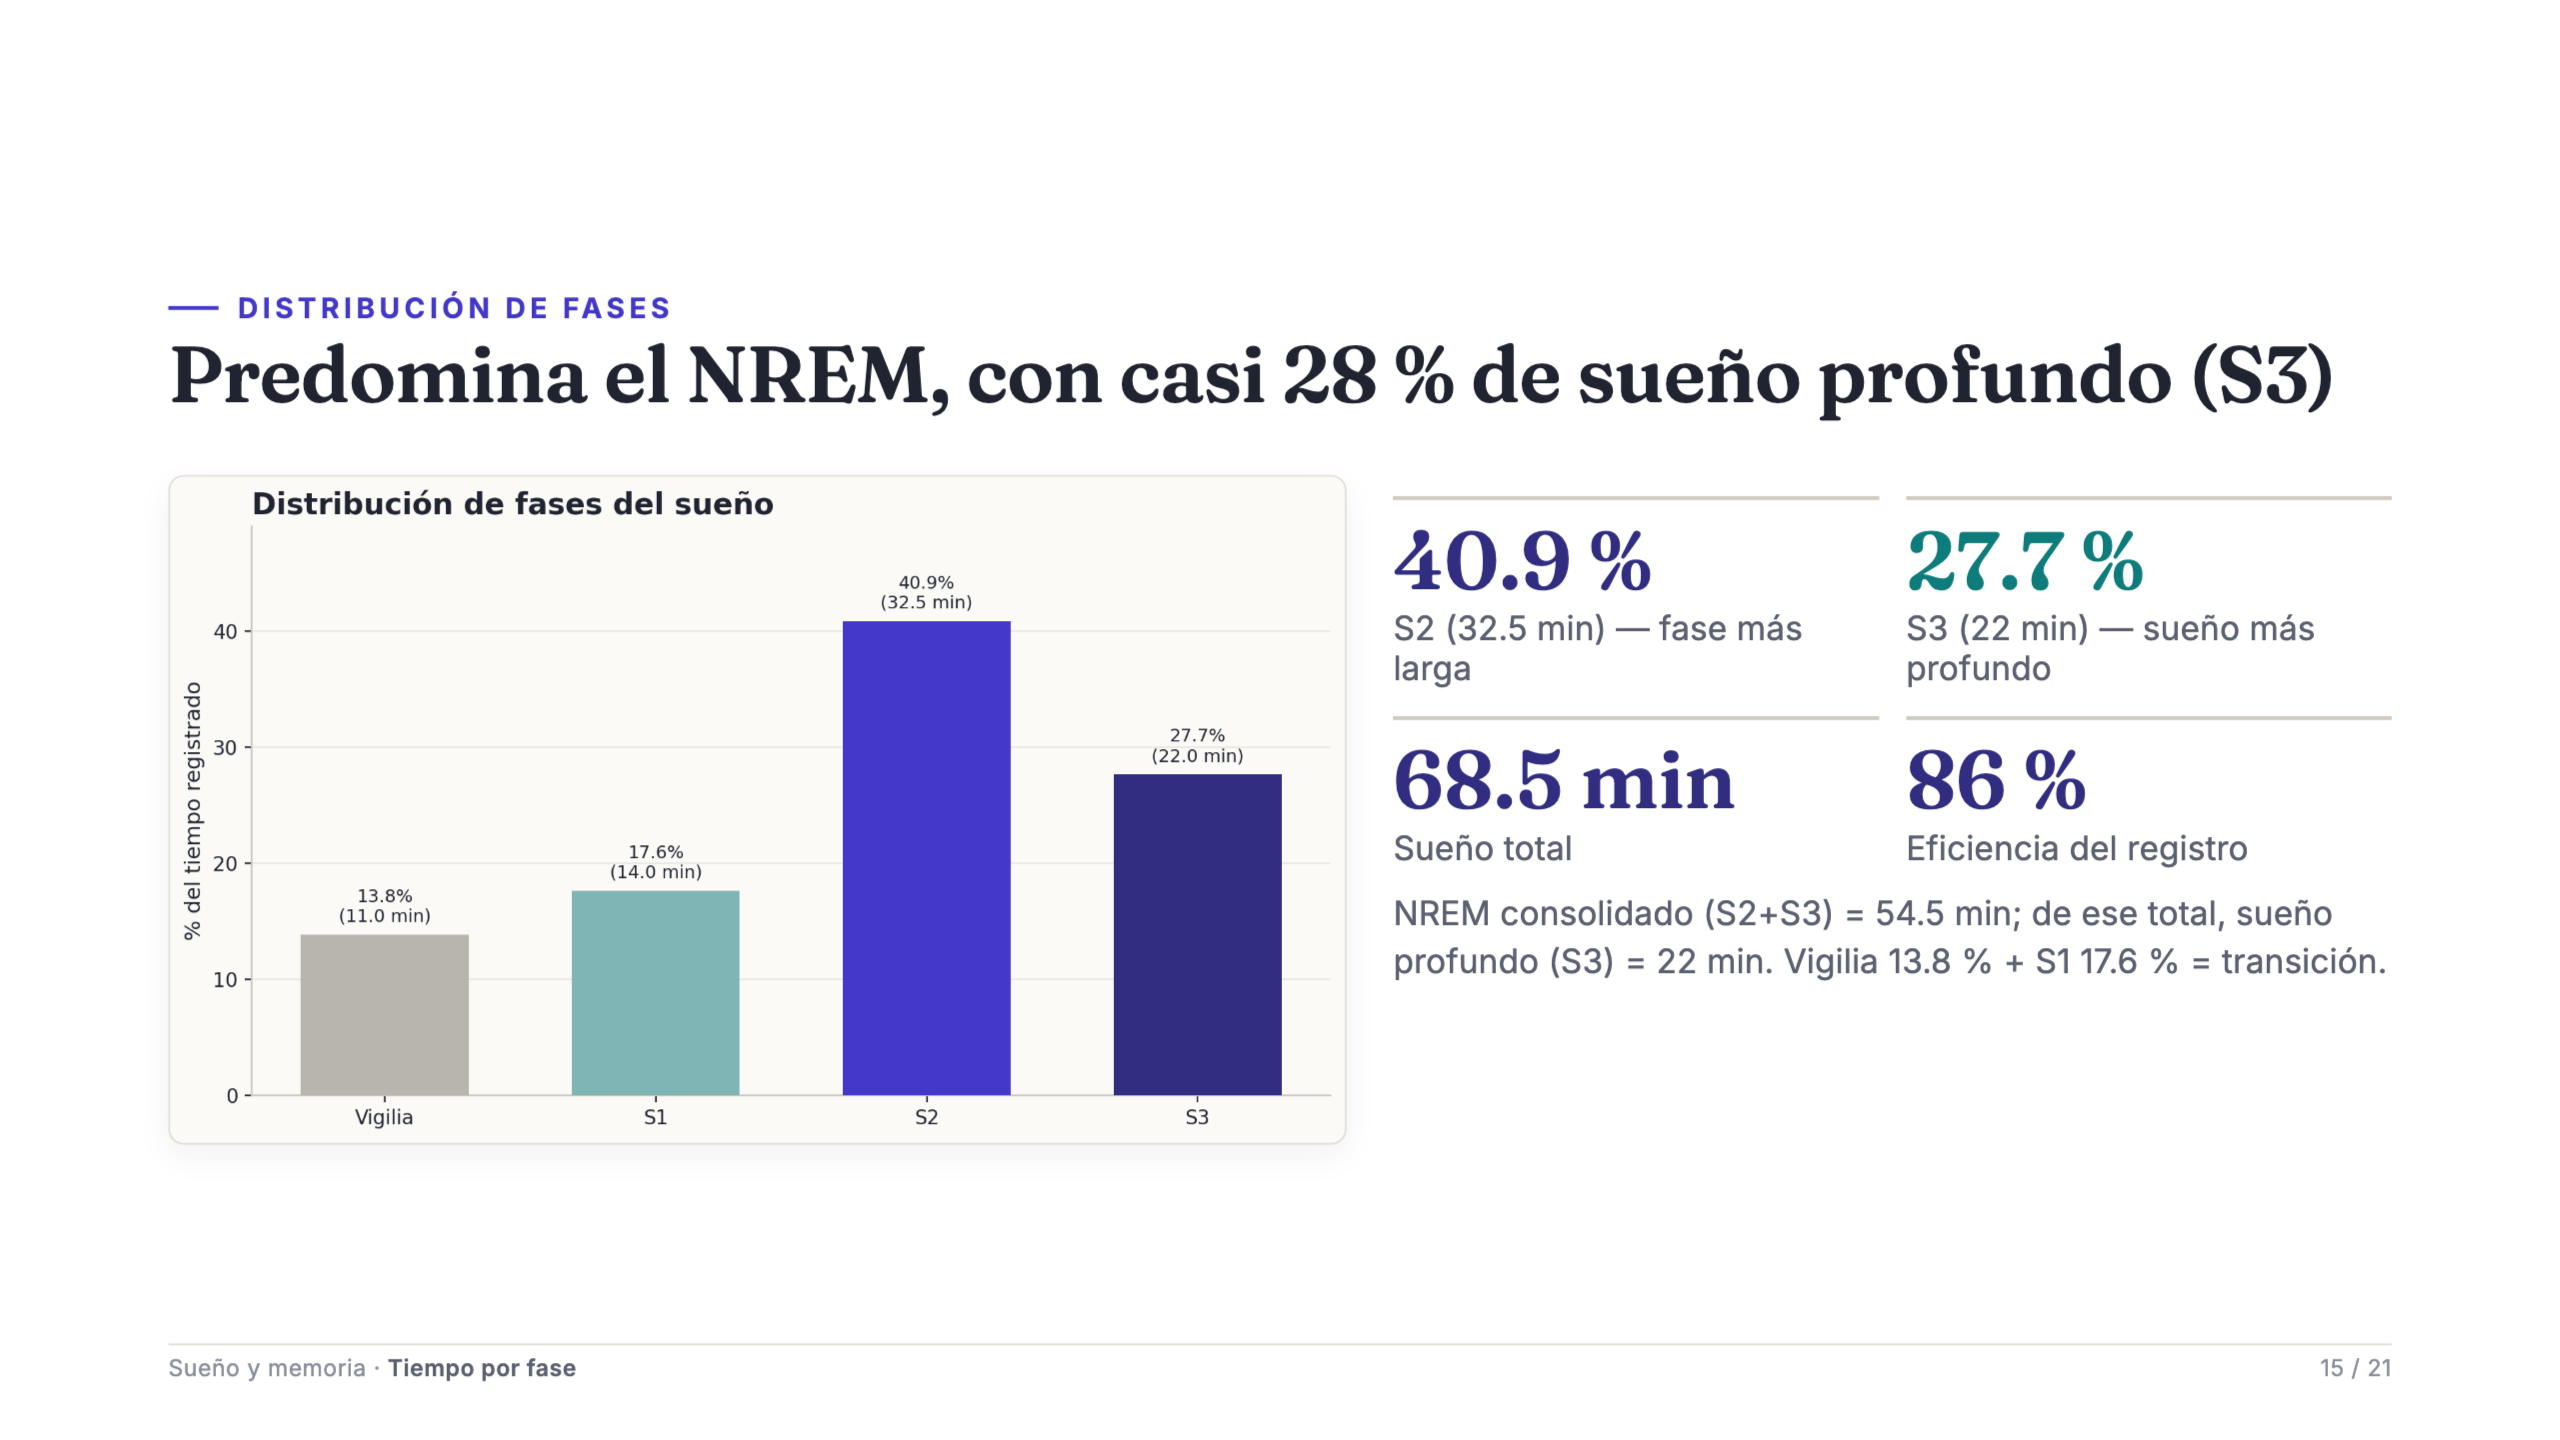 DISTRIBUCIÓN DE FASES
Predomina el NREM, con casi 28 % de sueño profundo (S3)
Distribución de fases del sueño
% del tiempo registrado
40
30
20
10
0
13.8%
(11.0 min)
17.6%
(14.0 min)
40.9%
(32.5 min)
27.7%
(22.0 min)
Vigilia
S1
S2
S3
40.9 %
S2 (32.5 min) — fase más
larga
27.7 %
S3 (22 min) — sueño más
profundo
68.5 min
Sueño total
86 %
Eficiencia del registro
NREM consolidado (S2+S3) = 54.5 min; de ese total, sueño
profundo (S3) = 22 min. Vigilia 13.8 % + S1 17.6 % = transición.
Sueño y memoria · Tiempo por fase
15 / 21